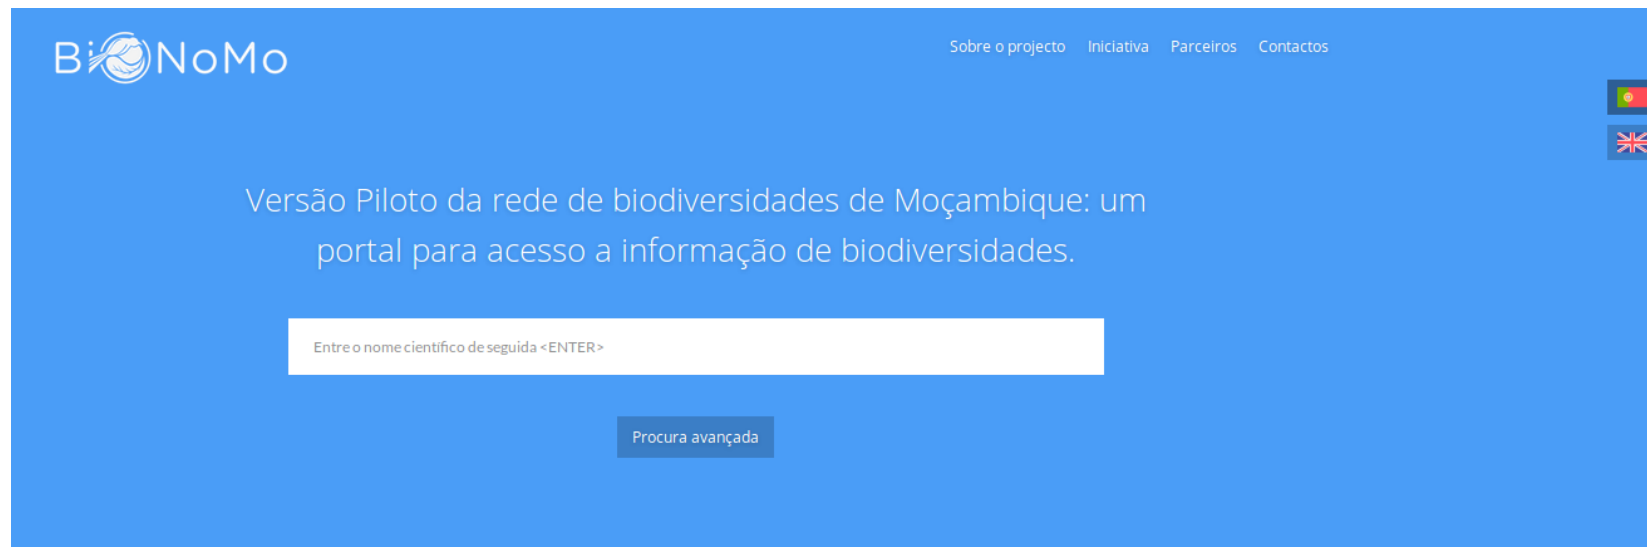 BiONoMo
Sobre o projecto Iniciativa Parceiros Contactos
Versão Piloto da rede de biodiversidades de Moçambique: um
portal para acesso a informação de biodiversidades.
Entre o nome científico de seguida <ENTER>
Procura avançada